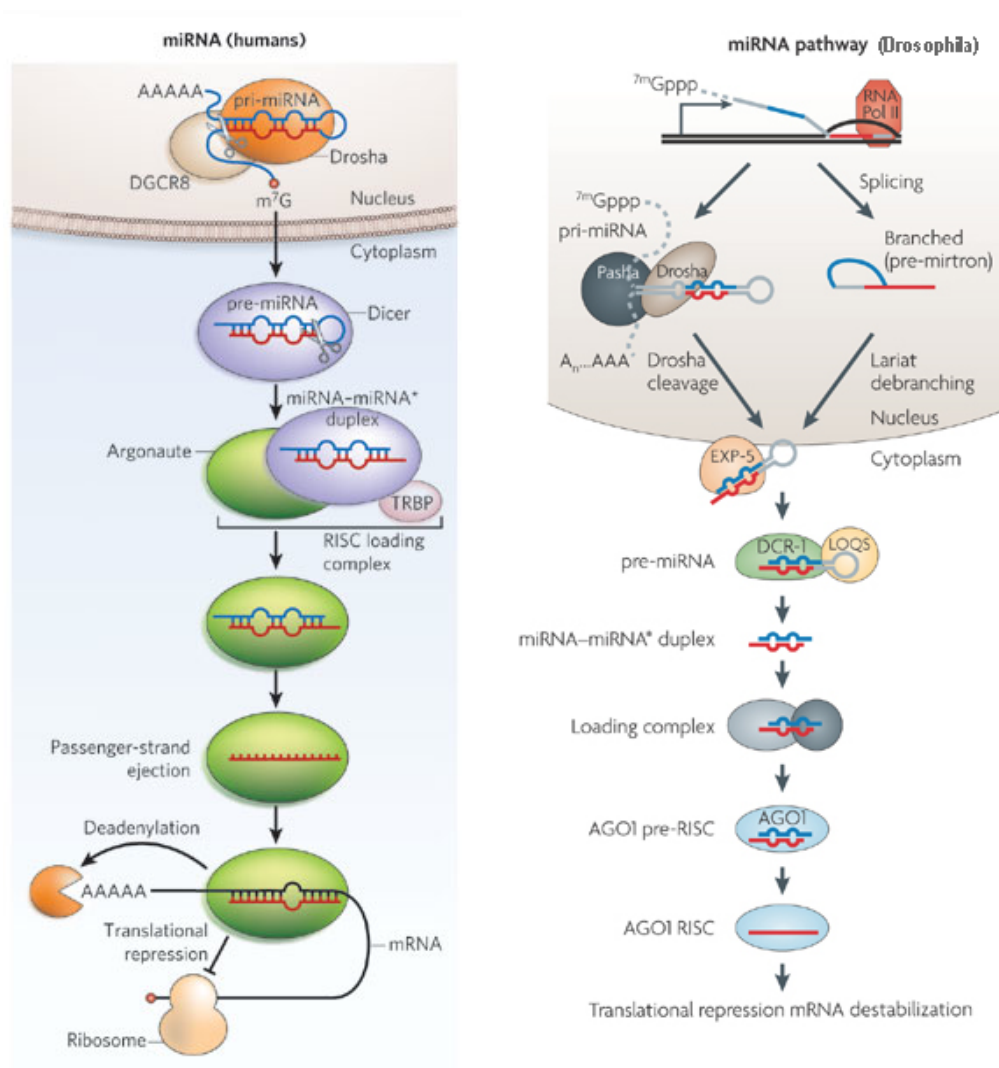 miRNA (humans)
AAAAA
pri-miRNA
Drosha
DGCR8
m⁷G
Nucleus
Cytoplasm
pre-miRNA
Dicer
miRNA–miRNA*
duplex
Argonaute
TRBP
RISC loading
complex
Passenger-strand
ejection
Deadenylation
AAAAA
Translational
repression
mRNA
Ribosome
miRNA pathway (Drosophila)
⁷ᵐGppp
RNA
Pol II
Splicing
⁷ᵐGppp
pri-miRNA
Pasha
Drosha
Branched
(pre-mirtron)
Aₙ...AAA
Drosha
cleavage
Lariat
debranching
Nucleus
EXP-5
Cytoplasm
pre-miRNA
DCR-1
LOQS
miRNA–miRNA* duplex
Loading complex
AGO1 pre-RISC
AGO1
AGO1 RISC
Translational repression mRNA destabilization